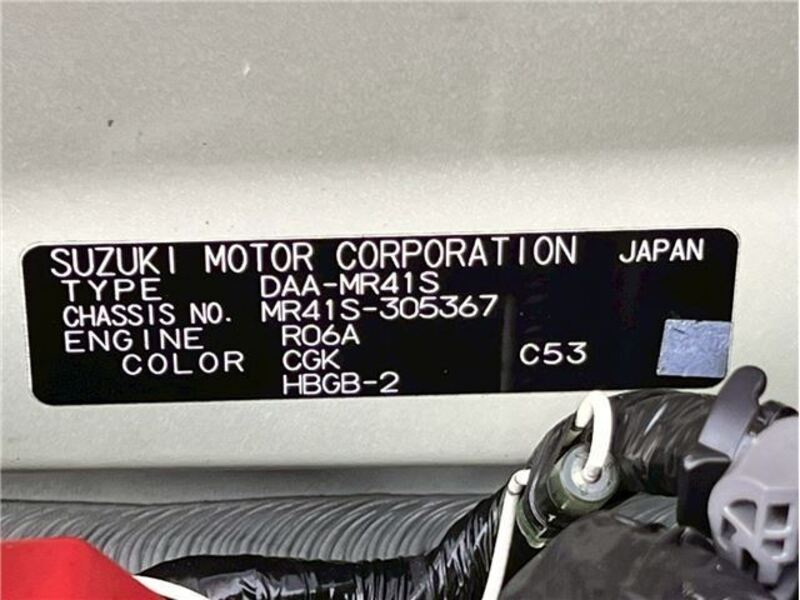 SUZUKI MOTOR CORPORATION JAPAN
TYPE DAA-MR41S
CHASSIS NO. MR41S-305367
ENGINE R06A
COLOR CGK C53
HBGB-2